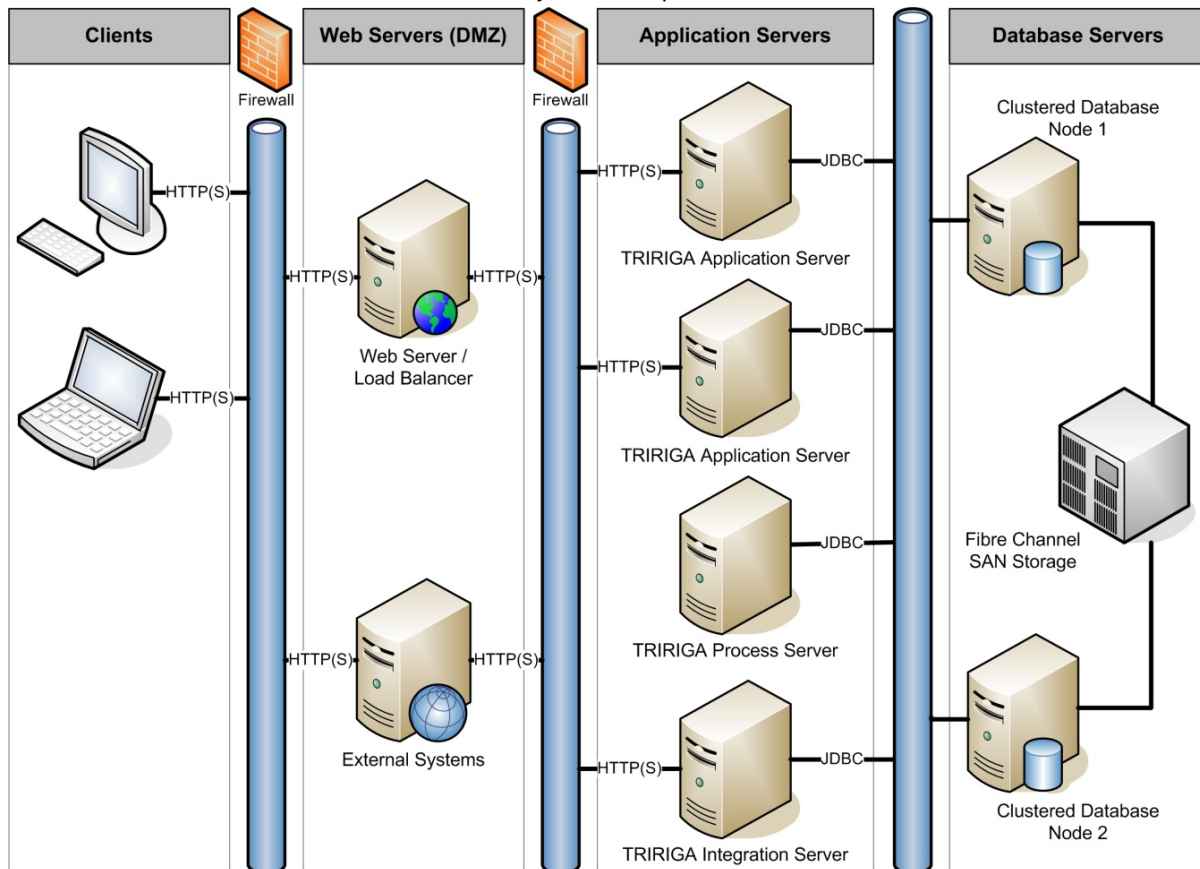 Clients
Web Servers (DMZ)
Application Servers
Database Servers
Firewall
Firewall
HTTP(S)
HTTP(S)
HTTP(S)
HTTP(S)
Web Server /
Load Balancer
HTTP(S)
HTTP(S)
External Systems
HTTP(S)
JDBC
TRIRIGA Application Server
HTTP(S)
JDBC
TRIRIGA Application Server
JDBC
TRIRIGA Process Server
HTTP(S)
JDBC
TRIRIGA Integration Server
Clustered Database
Node 1
Fibre Channel
SAN Storage
Clustered Database
Node 2